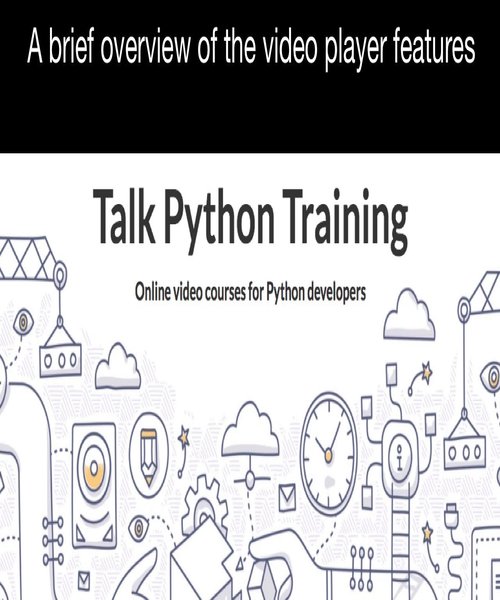 A brief overview of the video player features
Talk Python Training
Online video courses for Python developers